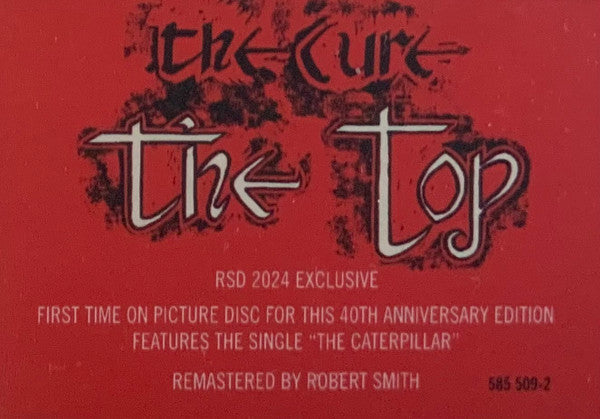 the cure
the top
RSD 2024 EXCLUSIVE
FIRST TIME ON PICTURE DISC FOR THIS 40TH ANNIVERSARY EDITION
FEATURES THE SINGLE "THE CATERPILLAR"
REMASTERED BY ROBERT SMITH 585 509-2